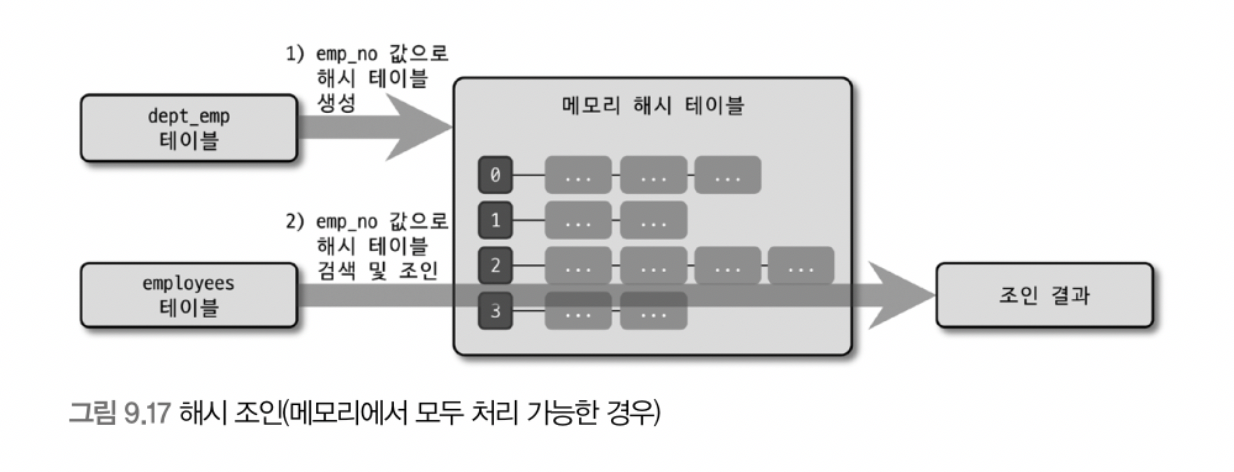 1) emp_no 값으로
해시 테이블
생성
dept_emp
테이블
2) emp_no 값으로
해시 테이블
검색 및 조인
employees
테이블
메모리 해시 테이블
0 ... ... ...
1 ... ...
2 ... ... ... ...
3 ... ...
조인 결과
그림 9.17 해시 조인(메모리에서 모두 처리 가능한 경우)